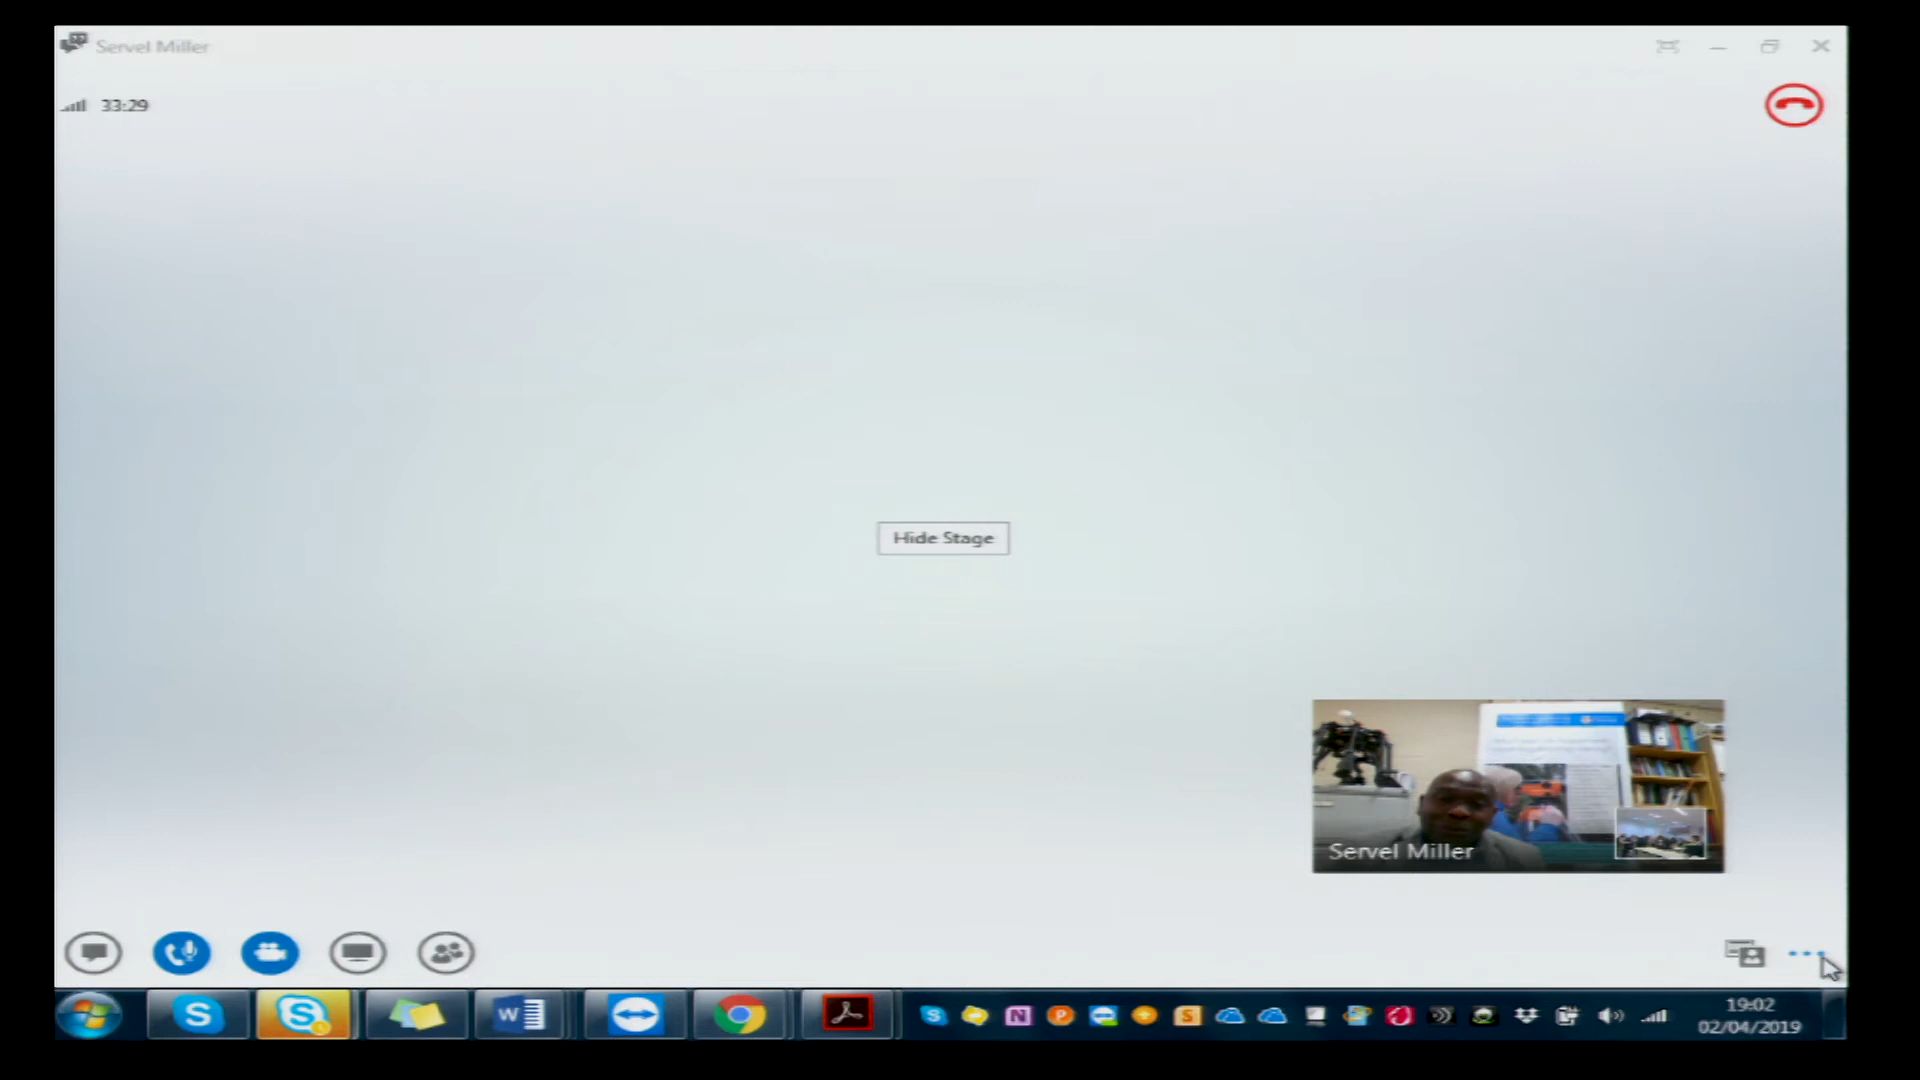 Servel Miller
33:29
Hide Stage
Servel Miller
19:02
02/04/2019